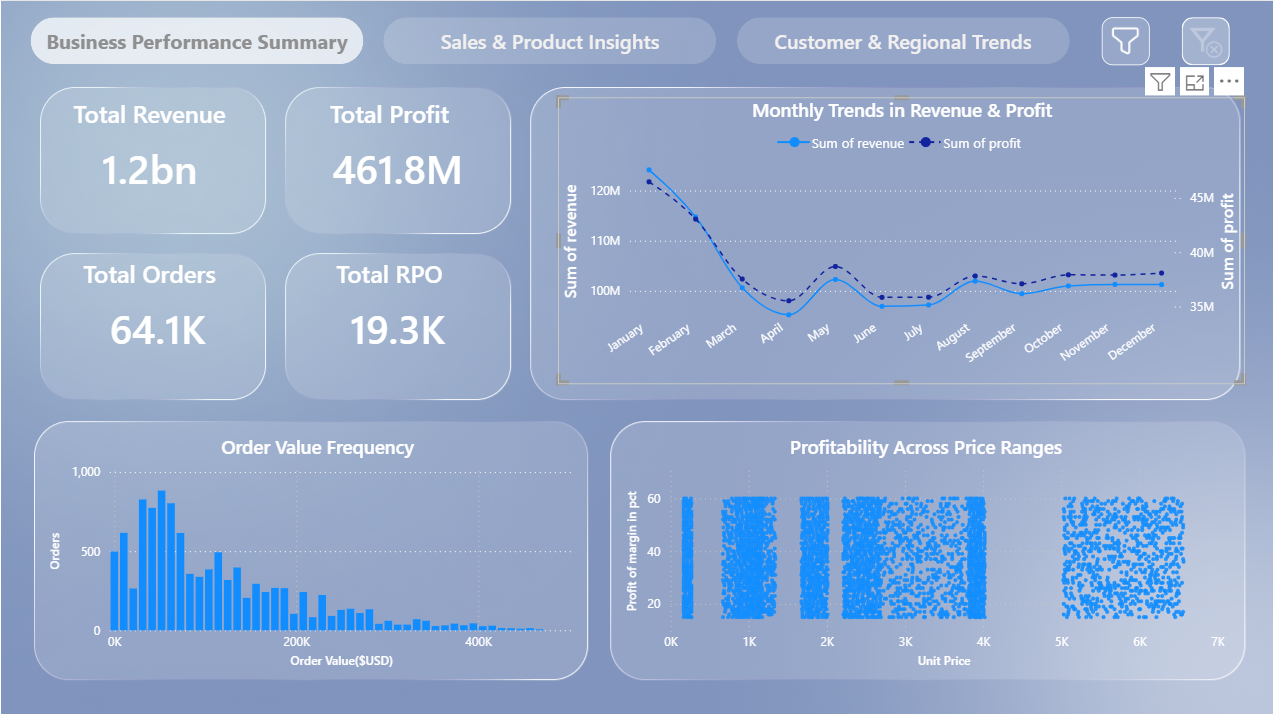 Business Performance Summary
Sales & Product Insights
Customer & Regional Trends
Total Revenue
1.2bn
Total Profit
461.8M
Total Orders
64.1K
Total RPO
19.3K
Monthly Trends in Revenue & Profit
Sum of revenue
Sum of profit
Sum of revenue
120M
110M
100M
45M
40M
35M
Sum of profit
January
February
March
April
May
June
July
August
September
October
November
December
Order Value Frequency
Orders
1,000
500
0
0K
200K
400K
Order Value($USD)
Profitability Across Price Ranges
Profit of margin in pct
60
40
20
0K
1K
2K
3K
4K
5K
6K
7K
Unit Price